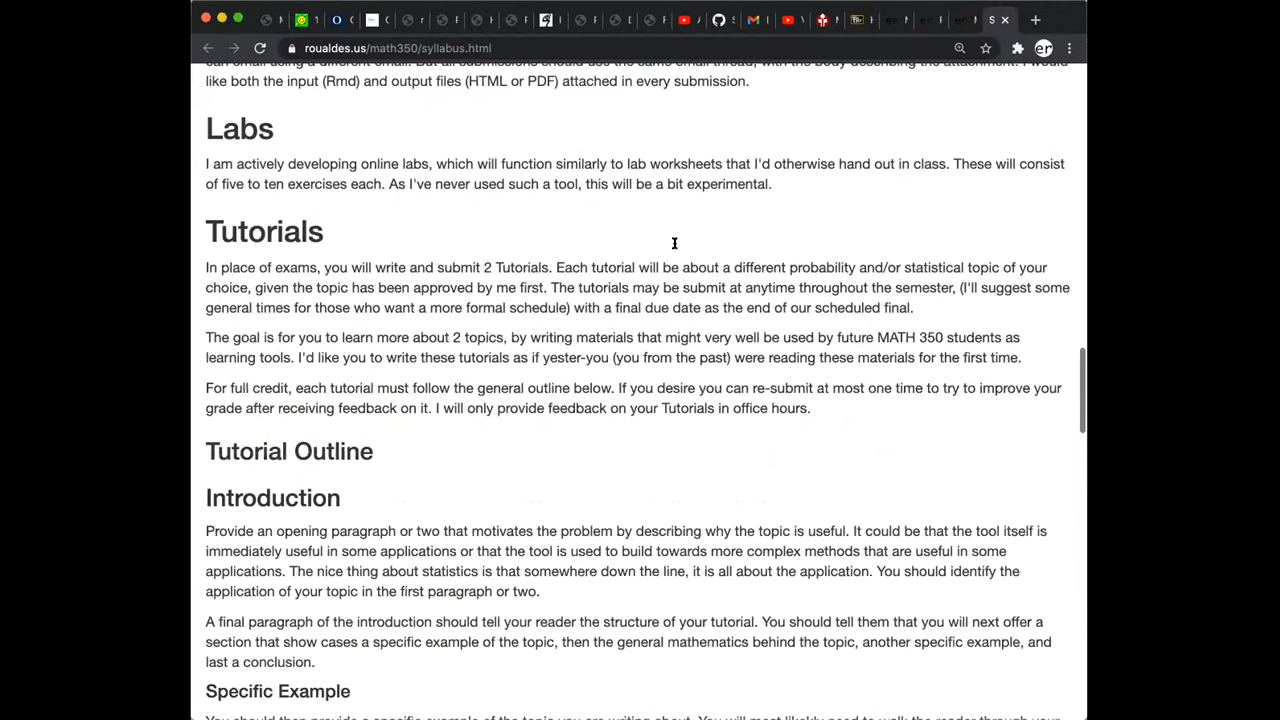 roualdes.us/math350/syllabus.html
like both the input (Rmd) and output files (HTML or PDF) attached in every submission.
Labs
I am actively developing online labs, which will function similarly to lab worksheets that I'd otherwise hand out in class. These will consist
of five to ten exercises each. As I've never used such a tool, this will be a bit experimental.
Tutorials
In place of exams, you will write and submit 2 Tutorials. Each tutorial will be about a different probability and/or statistical topic of your
choice, given the topic has been approved by me first. The tutorials may be submit at anytime throughout the semester, (I'll suggest some
general times for those who want a more formal schedule) with a final due date as the end of our scheduled final.
The goal is for you to learn more about 2 topics, by writing materials that might very well be used by future MATH 350 students as
learning tools. I'd like you to write these tutorials as if yester-you (you from the past) were reading these materials for the first time.
For full credit, each tutorial must follow the general outline below. If you desire you can re-submit at most one time to try to improve your
grade after receiving feedback on it. I will only provide feedback on your Tutorials in office hours.
Tutorial Outline
Introduction
Provide an opening paragraph or two that motivates the problem by describing why the topic is useful. It could be that the tool itself is
immediately useful in some applications or that the tool is used to build towards more complex methods that are useful in some
applications. The nice thing about statistics is that somewhere down the line, it is all about the application. You should identify the
application of your topic in the first paragraph or two.
A final paragraph of the introduction should tell your reader the structure of your tutorial. You should tell them that you will next offer a
section that show cases a specific example of the topic, then the general mathematics behind the topic, another specific example, and
last a conclusion.
Specific Example